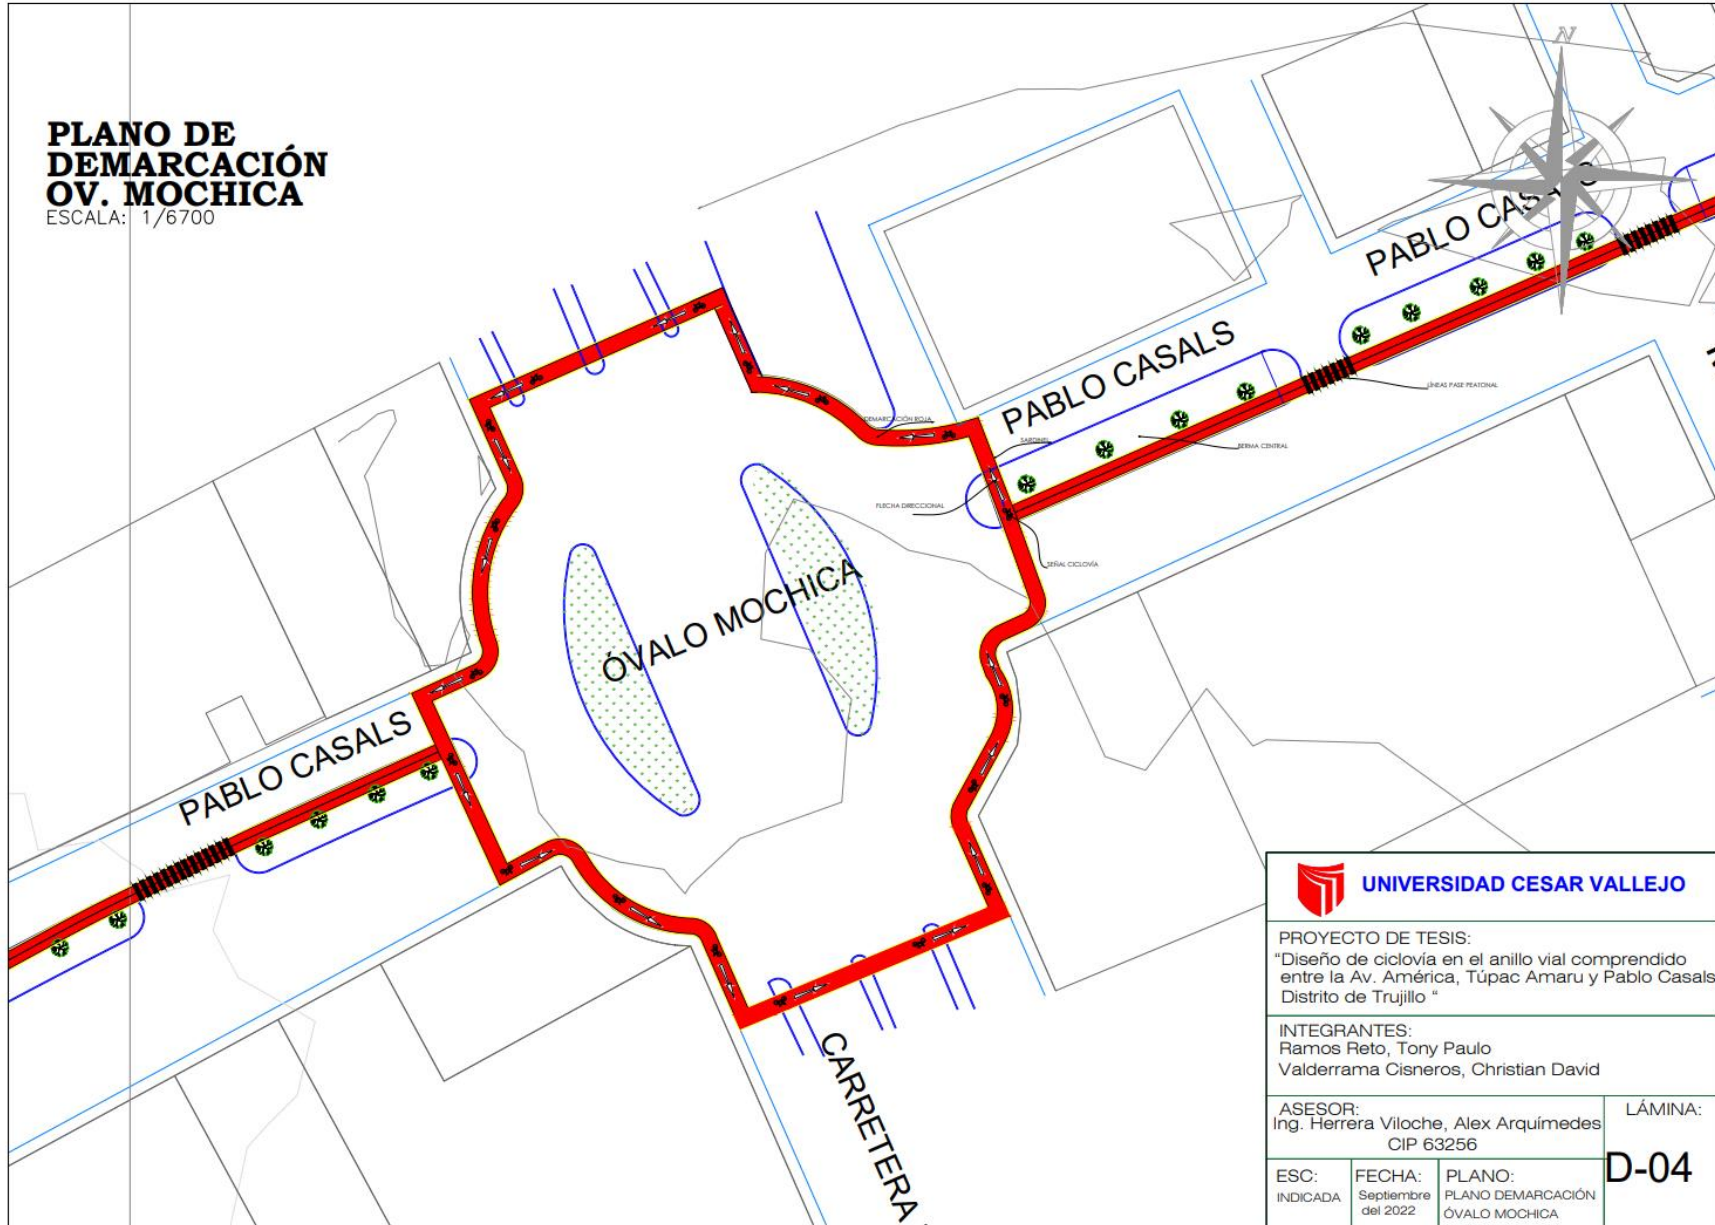 PLANO DE
DEMARCACIÓN
OV. MOCHICA
ESCALA: 1/6700
N
PABLO CASALS
PABLO CASALS
LÍNEAS PASE PEATONAL
DEMARCACIÓN ROJA
SARDINEL
BERMA CENTRAL
FLECHA DIRECCIONAL
SEÑAL CICLOVÍA
ÓVALO MOCHICA
PABLO CASALS
CARRETERA
UNIVERSIDAD CESAR VALLEJO
PROYECTO DE TESIS:
“Diseño de ciclovía en el anillo vial comprendido
entre la Av. América, Túpac Amaru y Pablo Casals
Distrito de Trujillo “
INTEGRANTES:
Ramos Reto, Tony Paulo
Valderrama Cisneros, Christian David
ASESOR:
Ing. Herrera Viloche, Alex Arquímedes
CIP 63256
LÁMINA:
D-04
ESC:
INDICADA
FECHA:
Septiembre
del 2022
PLANO:
PLANO DEMARCACIÓN
ÓVALO MOCHICA